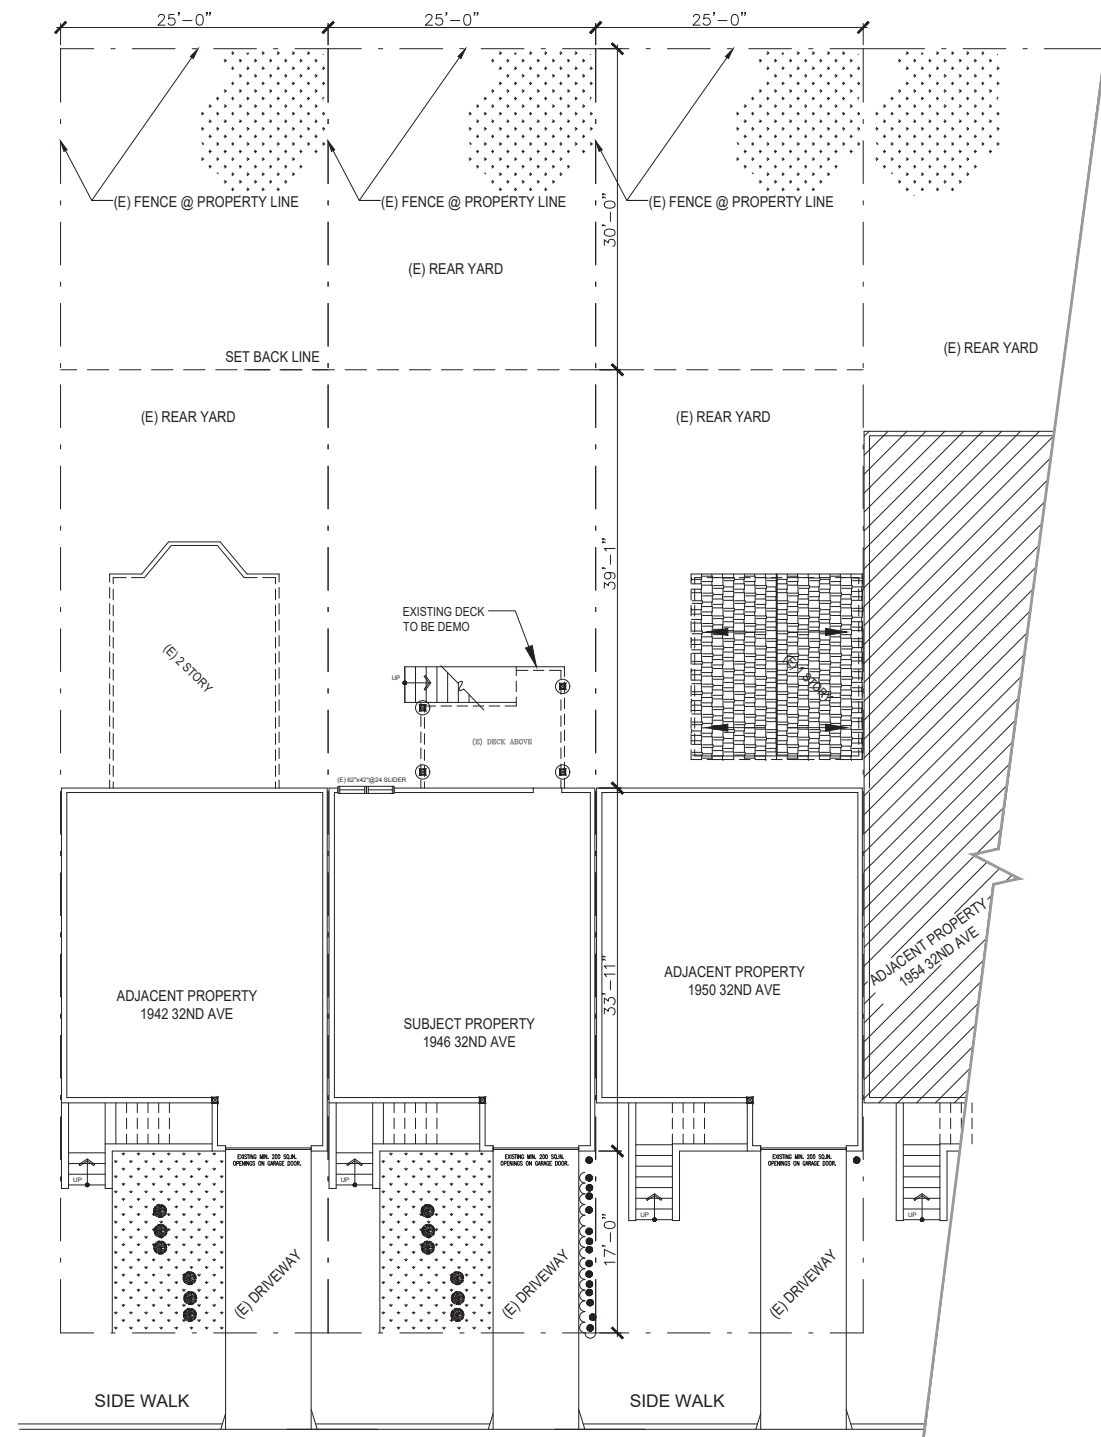 25'-0"
25'-0"
25'-0"
(E) FENCE @ PROPERTY LINE
(E) FENCE @ PROPERTY LINE
(E) FENCE @ PROPERTY LINE
30'-0"
(E) REAR YARD
(E) REAR YARD
SET BACK LINE
(E) REAR YARD
(E) REAR YARD
39'-1"
EXISTING DECK
TO BE DEMO
(E) 2 STORY
(E) 1 STORY
UP
(E) DECK ABOVE
(E) 62"x42"@24 SLIDER
ADJACENT PROPERTY
1954 32ND AVE
ADJACENT PROPERTY
1950 32ND AVE
33'-11"
ADJACENT PROPERTY
1942 32ND AVE
SUBJECT PROPERTY
1946 32ND AVE
EXISTING MIN. 200 SQ.IN.
OPENINGS ON GARAGE DOOR.
EXISTING MIN. 200 SQ.IN.
OPENINGS ON GARAGE DOOR.
EXISTING MIN. 200 SQ.IN.
OPENINGS ON GARAGE DOOR.
UP
UP
UP
UP
17'-0"
(E) DRIVEWAY
(E) DRIVEWAY
(E) DRIVEWAY
SIDE WALK
SIDE WALK